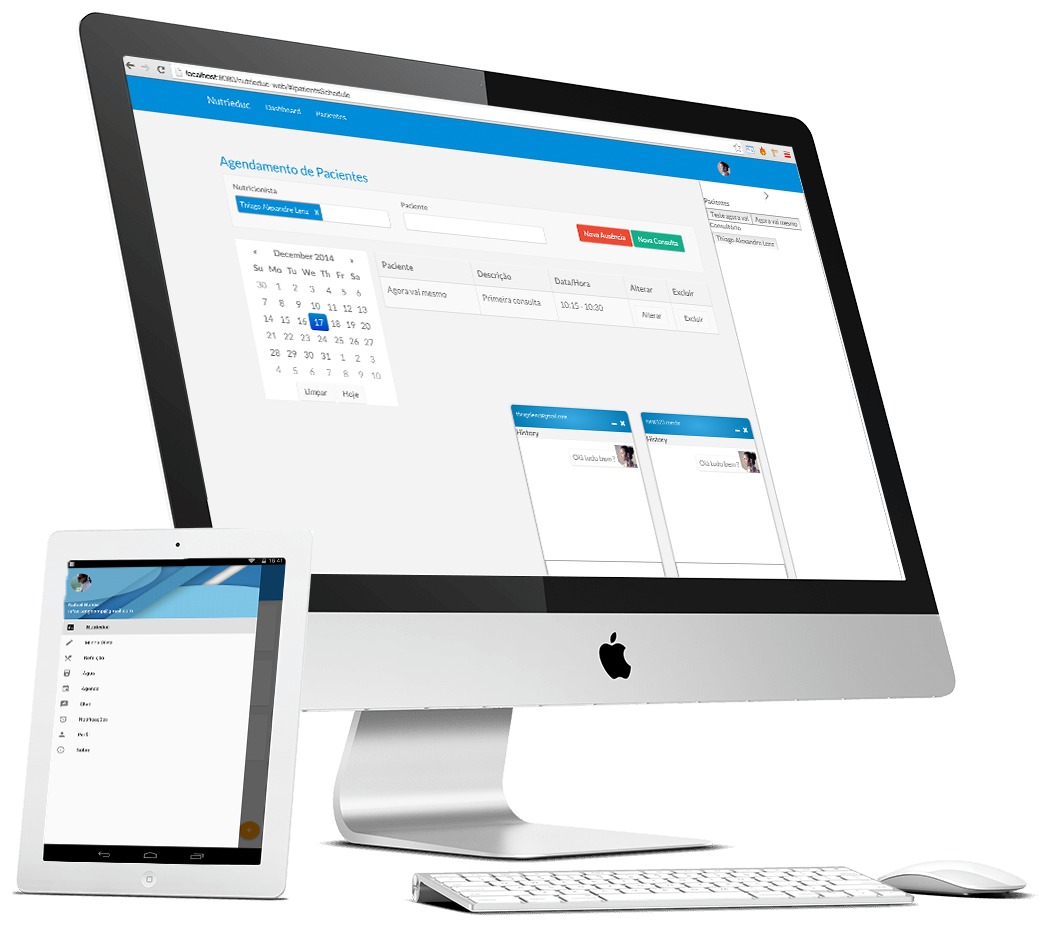 localhost:8080/nutrieduc-web/#/patientsSchedule
Nutrieduc Dashboard Pacientes
Agendamento de Pacientes
Nutricionista
Thiago Alexandre Lenz x
Paciente
Nova Ausência Nova Consulta
December 2014
Su Mo Tu We Th Fr Sa
30 1 2 3 4 5 6
7 8 9 10 11 12 13
14 15 16 17 18 19 20
21 22 23 24 25 26 27
28 29 30 31 1 2 3
4 5 6 7 8 9 10
Limpar Hoje
Paciente Descrição Data/Hora Alterar Excluir
Agora vai mesmo Primeira consulta 10:15 - 10:30 Alterar Excluir
Pacientes
Teste agora vai Agora vai mesmo
Consultório
Thiago Alexandre Lenz
History
Olá tudo bem?
History
Olá tudo bem?
16:41
Nutrieduc
Minha Dieta
Refeição
Água
Agenda
Chat
Notificações
Perfil
Sobre